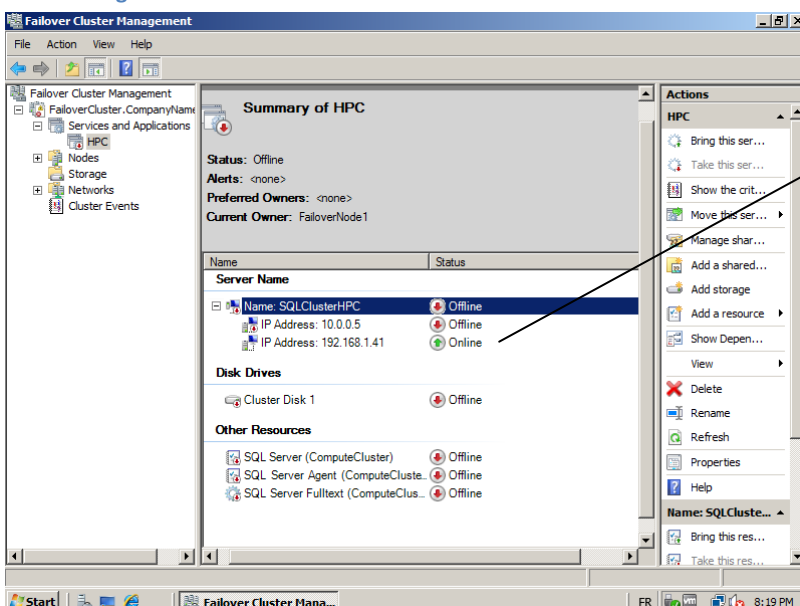 Failover Cluster Management
File Action View Help
Failover Cluster Management
FailoverCluster.CompanyName
Services and Applications
HPC
Nodes
Storage
Networks
Cluster Events
Summary of HPC
Status: Offline
Alerts: <none>
Preferred Owners: <none>
Current Owner: FailoverNode1
Name Status
Server Name
Name: SQLClusterHPC Offline
IP Address: 10.0.0.5 Offline
IP Address: 192.168.1.41 Online
Disk Drives
Cluster Disk 1 Offline
Other Resources
SQL Server (ComputeCluster) Offline
SQL Server Agent (ComputeCluste... Offline
SQL Server Fulltext (ComputeClus... Offline
Actions
HPC
Bring this ser...
Take this ser...
Show the crit...
Move this ser...
Manage shar...
Add a shared...
Add storage
Add a resource
Show Depen...
View
Delete
Rename
Refresh
Properties
Help
Name: SQLCluste...
Bring this res...
Take this res...
Start Failover Cluster Mana... FR 8:19 PM